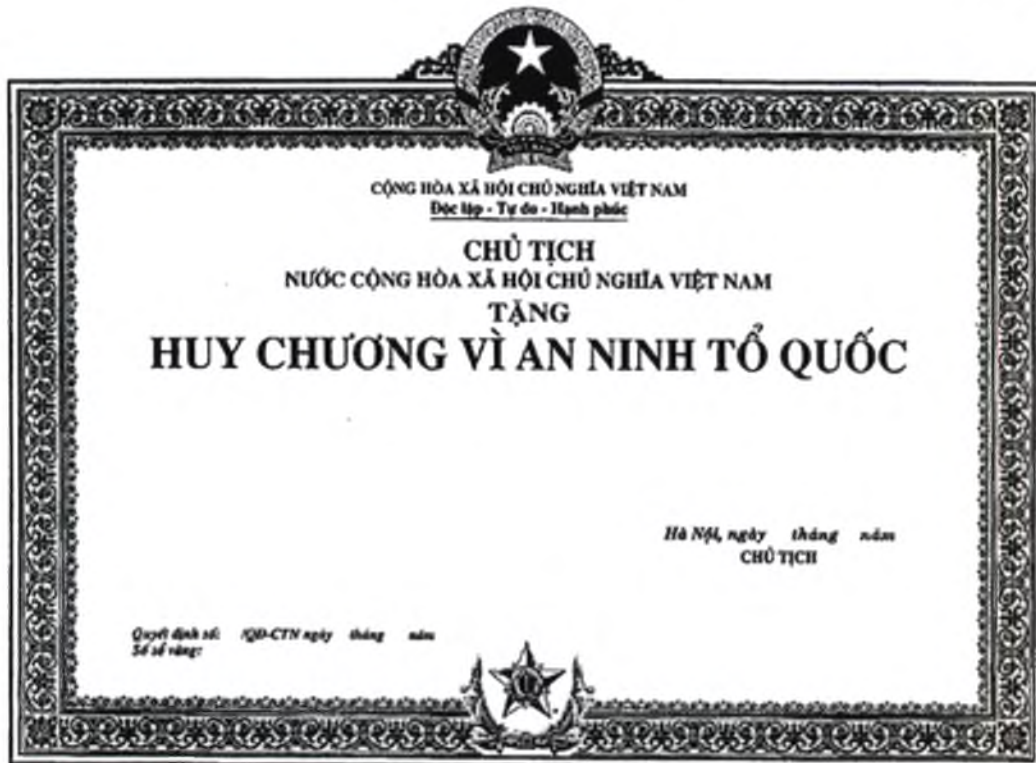 CỘNG HÒA XÃ HỘI CHỦ NGHĨA VIỆT NAM
Độc lập - Tự do - Hạnh phúc
CHỦ TỊCH
NƯỚC CỘNG HÒA XÃ HỘI CHỦ NGHĨA VIỆT NAM
TẶNG
HUY CHƯƠNG VÌ AN NINH TỔ QUỐC
Hà Nội, ngày tháng năm
CHỦ TỊCH
Quyết định số: /QĐ-CTN ngày tháng năm
Số sổ vàng: